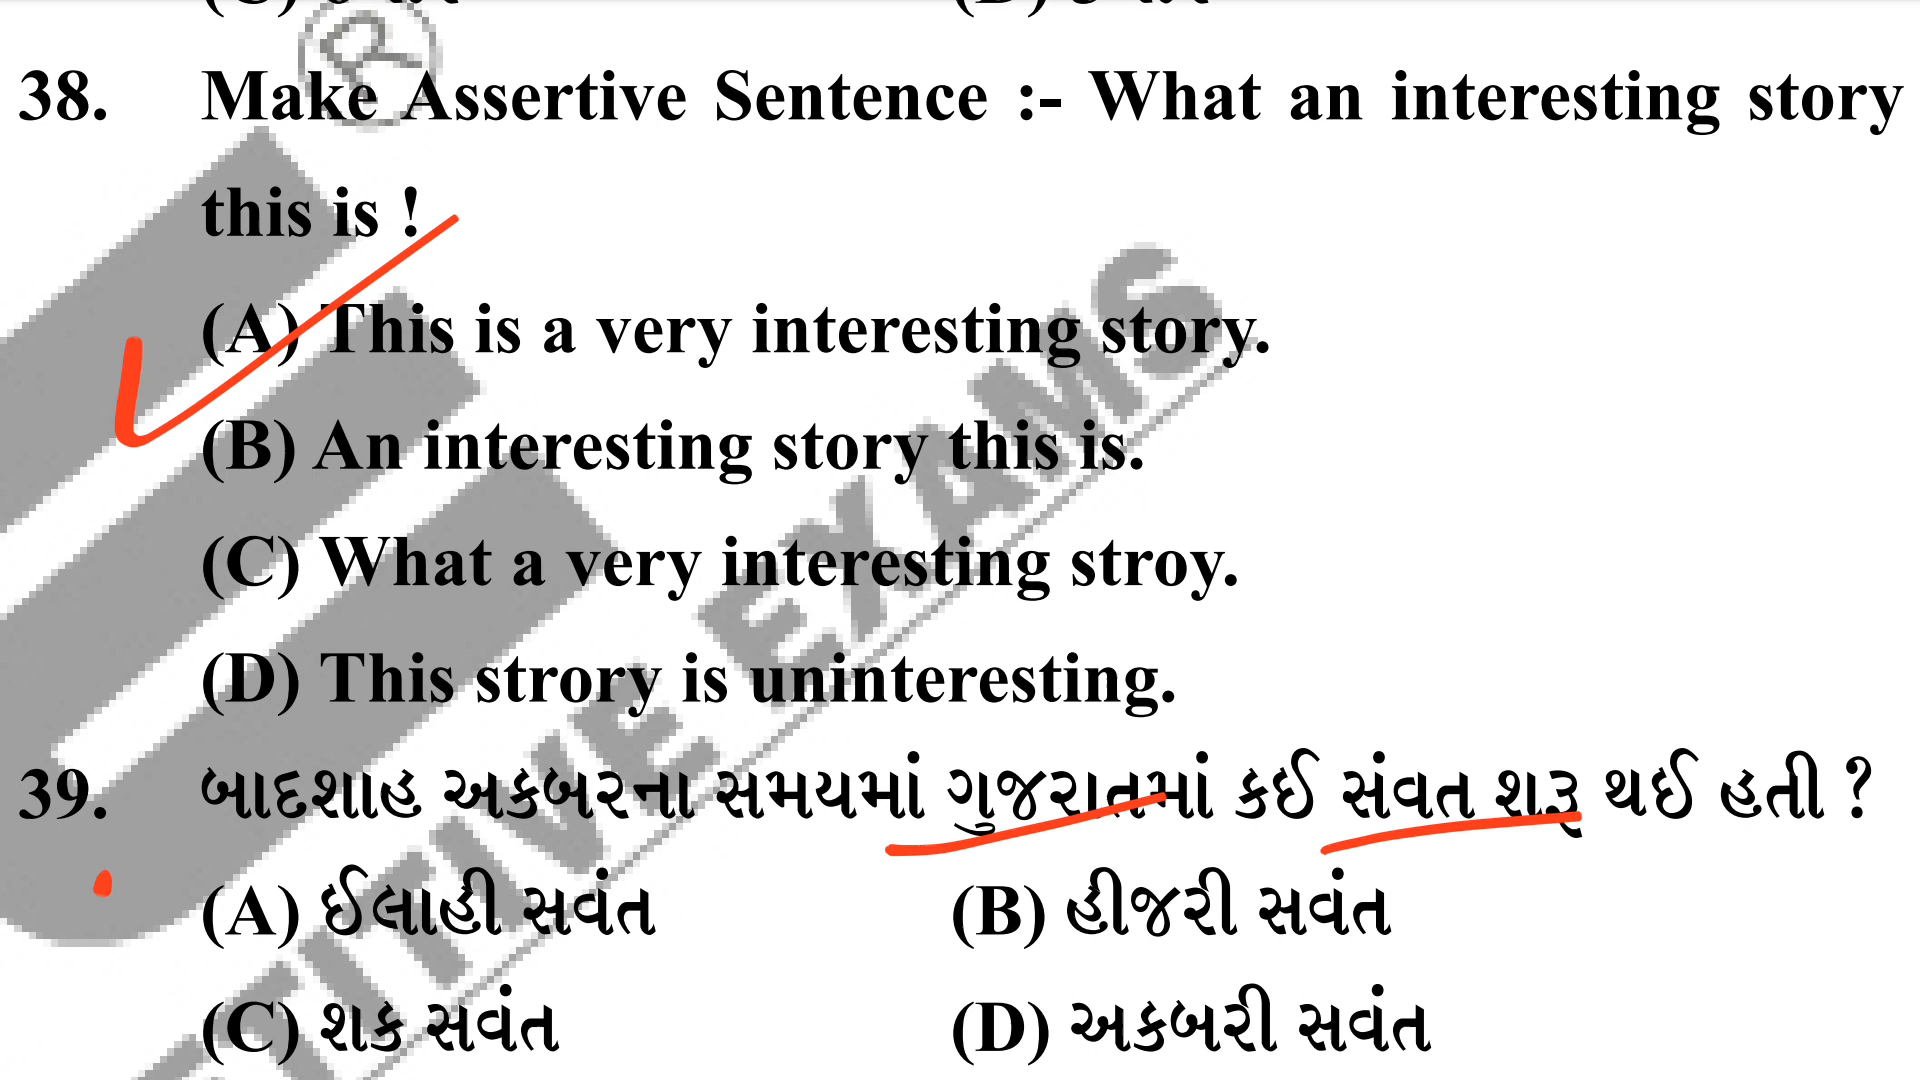 38. Make Assertive Sentence :- What an interesting story
this is !
(A) This is a very interesting story.
(B) An interesting story this is.
(C) What a very interesting stroy.
(D) This strory is uninteresting.
39. બાદશાહ અકબરના સમયમાં ગુજરાતમાં કઈ સંવત શરૂ થઈ હતી ?
(A) ઈલાહી સવંત (B) હીજરી સવંત
(C) શક સવંત (D) અકબરી સવંત